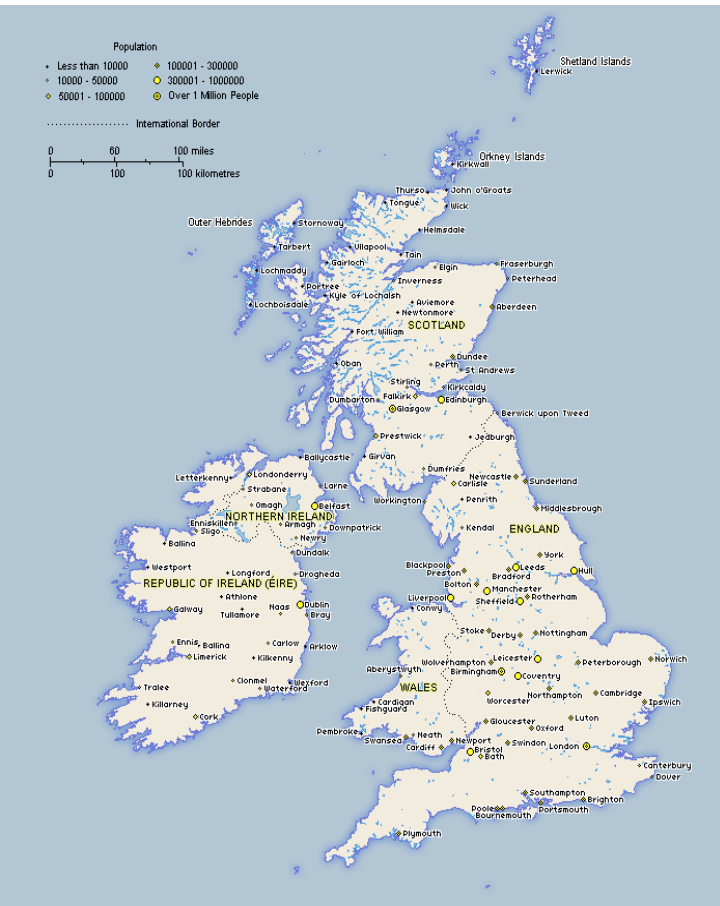 Population
Less than 10000
100001 - 300000
10000 - 50000
300001 - 1000000
50001 - 100000
Over 1 Million People
International Border
0 60 100 miles
0 100 100 kilometres
Shetland Islands
Lerwick
Orkney Islands
Kirkwall
Thurso
John o'Groats
Tongue
Wick
Outer Hebrides
Stornoway
Helmsdale
Tarbert
Ullapool
Tain
Gairloch
Elgin
Fraserburgh
Lochmaddy
Peterhead
Inverness
Portree
Kyle of Lochalsh
Aviemore
Lochboisdale
Aberdeen
Newtonmore
SCOTLAND
Fort William
Dundee
Oban
Perth
St Andrews
Stirling
Kirkcaldy
Dumbarton
Falkirk
Edinburgh
Glasgow
Berwick upon Tweed
Prestwick
Jedburgh
Ballycastle
Girvan
Dumfries
Letterkenny
Londonderry
Newcastle
Sunderland
Carlisle
Strabane
Larne
Workington
Penrith
Omagh
Belfast
Middlesbrough
NORTHERN IRELAND
Enniskillen
Armagh
Downpatrick
Kendal
ENGLAND
Sligo
Newry
Ballina
Dundalk
York
Westport
Blackpool
Leeds
Hull
Longford
Drogheda
Preston
Bradford
REPUBLIC OF IRELAND (ÉIRE)
Bolton
Manchester
Athlone
Liverpool
Sheffield
Rotherham
Galway
Naas
Dublin
Conwy
Tullamore
Bray
Stoke
Derby
Nottingham
Ennis
Ballina
Carlow
Arklow
Limerick
Kilkenny
Leicester
Wolverhampton
Peterborough
Norwich
Aberystwyth
Birmingham
Coventry
Clonmel
Wexford
Tralee
Waterford
WALES
Northampton
Cambridge
Killarney
Cardigan
Worcester
Ipswich
Fishguard
Cork
Gloucester
Luton
Pembroke
Neath
Oxford
Swansea
Newport
Swindon
London
Cardiff
Bristol
Bath
Canterbury
Dover
Southampton
Brighton
Poole
Portsmouth
Bournemouth
Plymouth